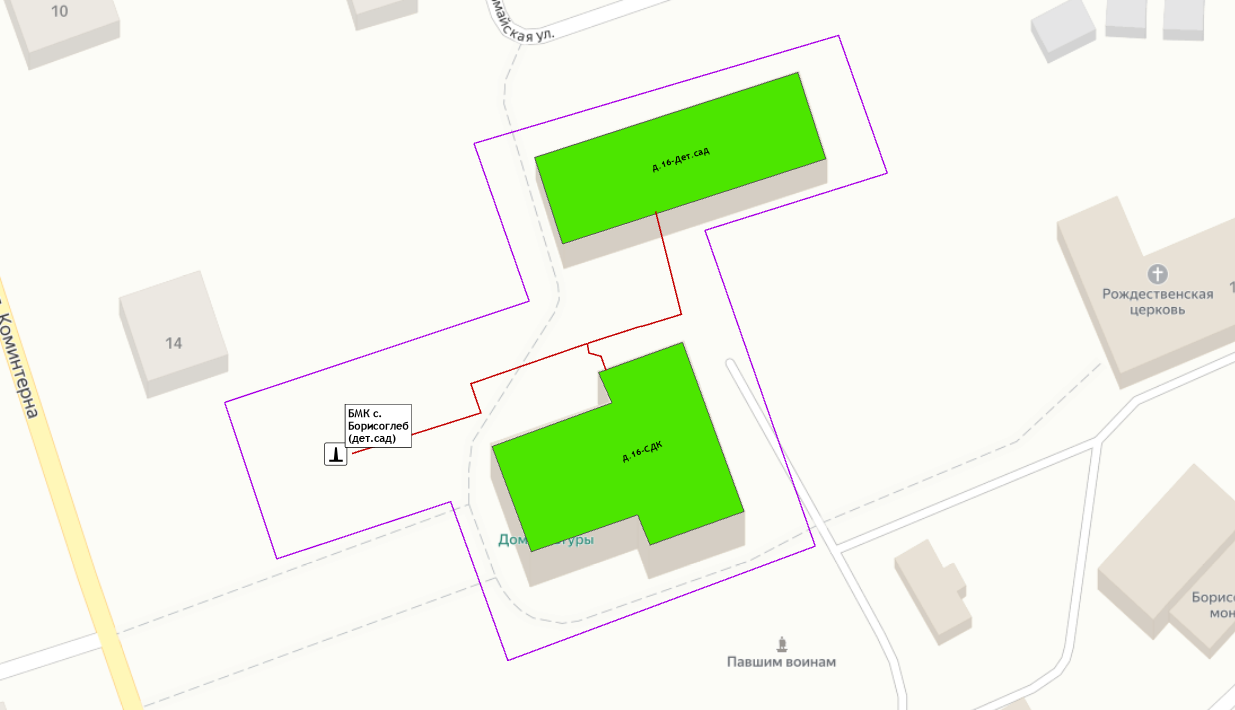 10
майская ул.
д.16-дет.сад
Рождественская
церковь
14
Коминтерна
БМК с.
Борисоглеб
(дет.сад)
д.16-СДК
Дом
туры
Борис
мон
Павшим воинам